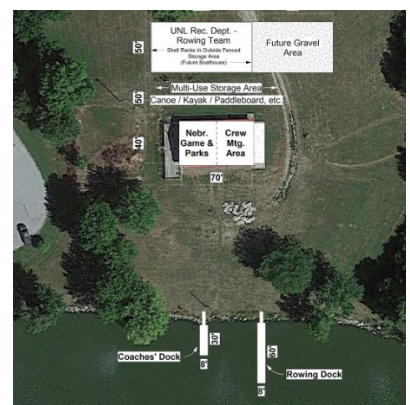 UNL Rec. Dept. -
Rowing Team
Shell Racks In Outside Fenced
Storage Area
(Future Boathouse)
Future Gravel
Area
50'
Multi-Use Storage Area
50'
Canoe / Kayak / Paddleboard, etc.
40'
Nebr.
Game &
Parks
Crew
Mtg.
Area
70'
Coaches' Dock
30'
8'
60'
Rowing Dock
8'